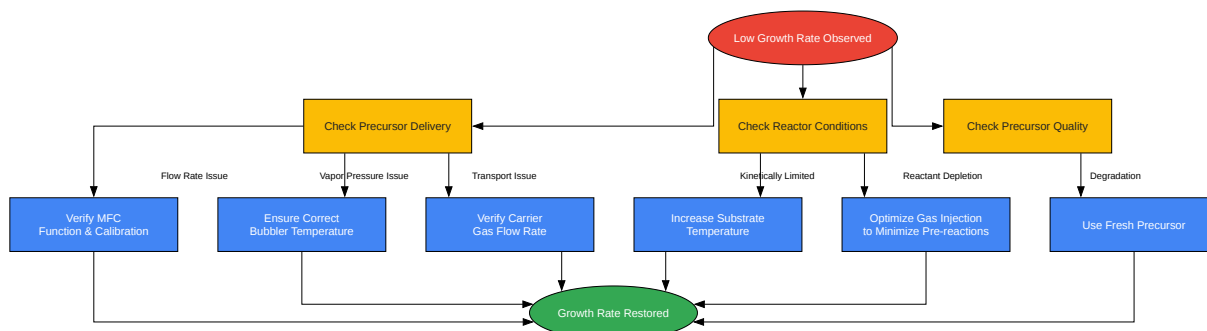 Low Growth Rate Observed
Check Precursor Delivery
Check Reactor Conditions
Check Precursor Quality
Flow Rate Issue
Vapor Pressure Issue
Transport Issue
Kinetically Limited
Reactant Depletion
Degradation
Verify MFC
Function & Calibration
Ensure Correct
Bubbler Temperature
Verify Carrier
Gas Flow Rate
Increase Substrate
Temperature
Optimize Gas Injection
to Minimize Pre-reactions
Use Fresh Precursor
Growth Rate Restored